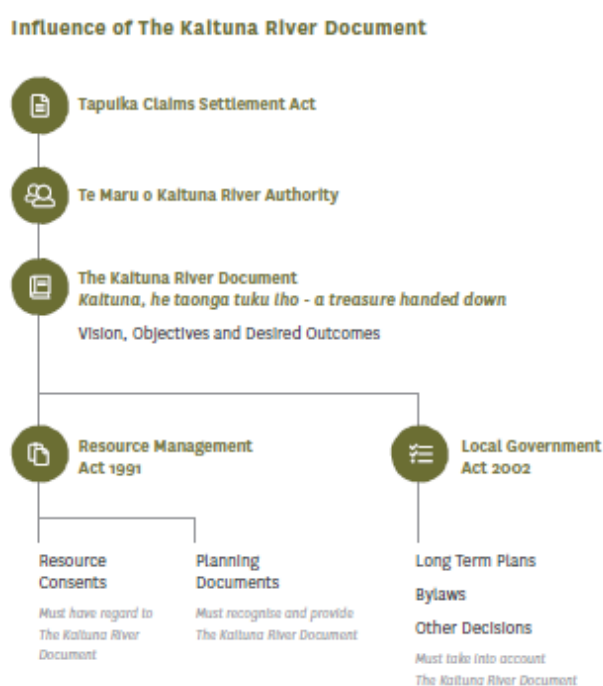 Influence of The Kaituna River Document
Tapuika Claims Settlement Act
Te Maru o Kaituna River Authority
The Kaituna River Document
Kaituna, he taonga tuku iho - a treasure handed down
Vision, Objectives and Desired Outcomes
Resource Management
Act 1991
Local Government
Act 2002
Resource
Consents
Must have regard to
The Kaituna River
Document
Planning
Documents
Must recognise and provide
The Kaituna River Document
Long Term Plans
Bylaws
Other Decisions
Must take into account
The Kaituna River Document